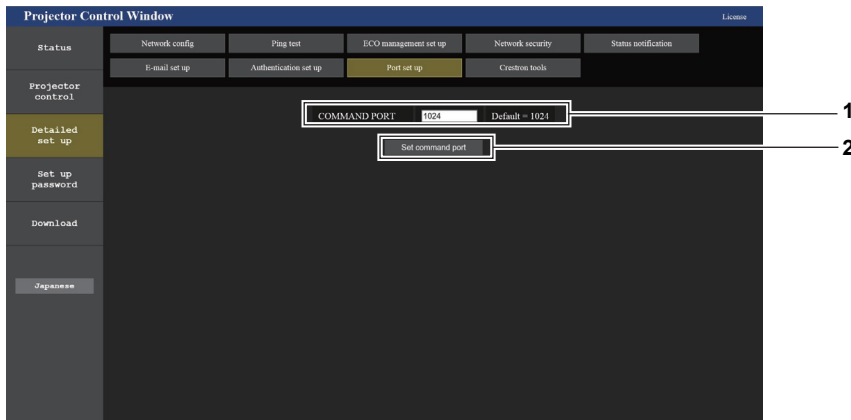 Projector Control Window
License
Status
Network config
Ping test
ECO management set up
Network security
Status notification
E-mail set up
Authentication set up
Port set up
Crestron tools
Projector
control
COMMAND PORT 1024 Default = 1024
1
Detailed
set up
Set command port
2
Set up
password
Download
Japanese